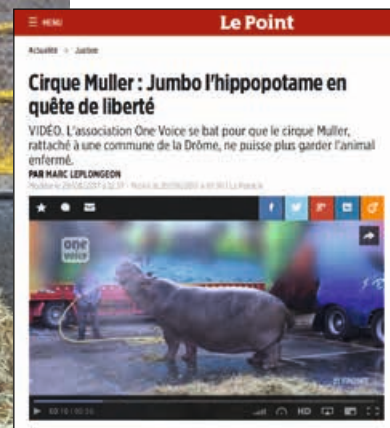 MENU
Le Point
Actualité > Justice
Cirque Muller : Jumbo l'hippopotame en
quête de liberté
VIDÉO. L'association One Voice se bat pour que le cirque Muller,
rattaché à une commune de la Drôme, ne puisse plus garder l'animal
enfermé.
PAR MARC LEPLONGEON
one
voice
HD